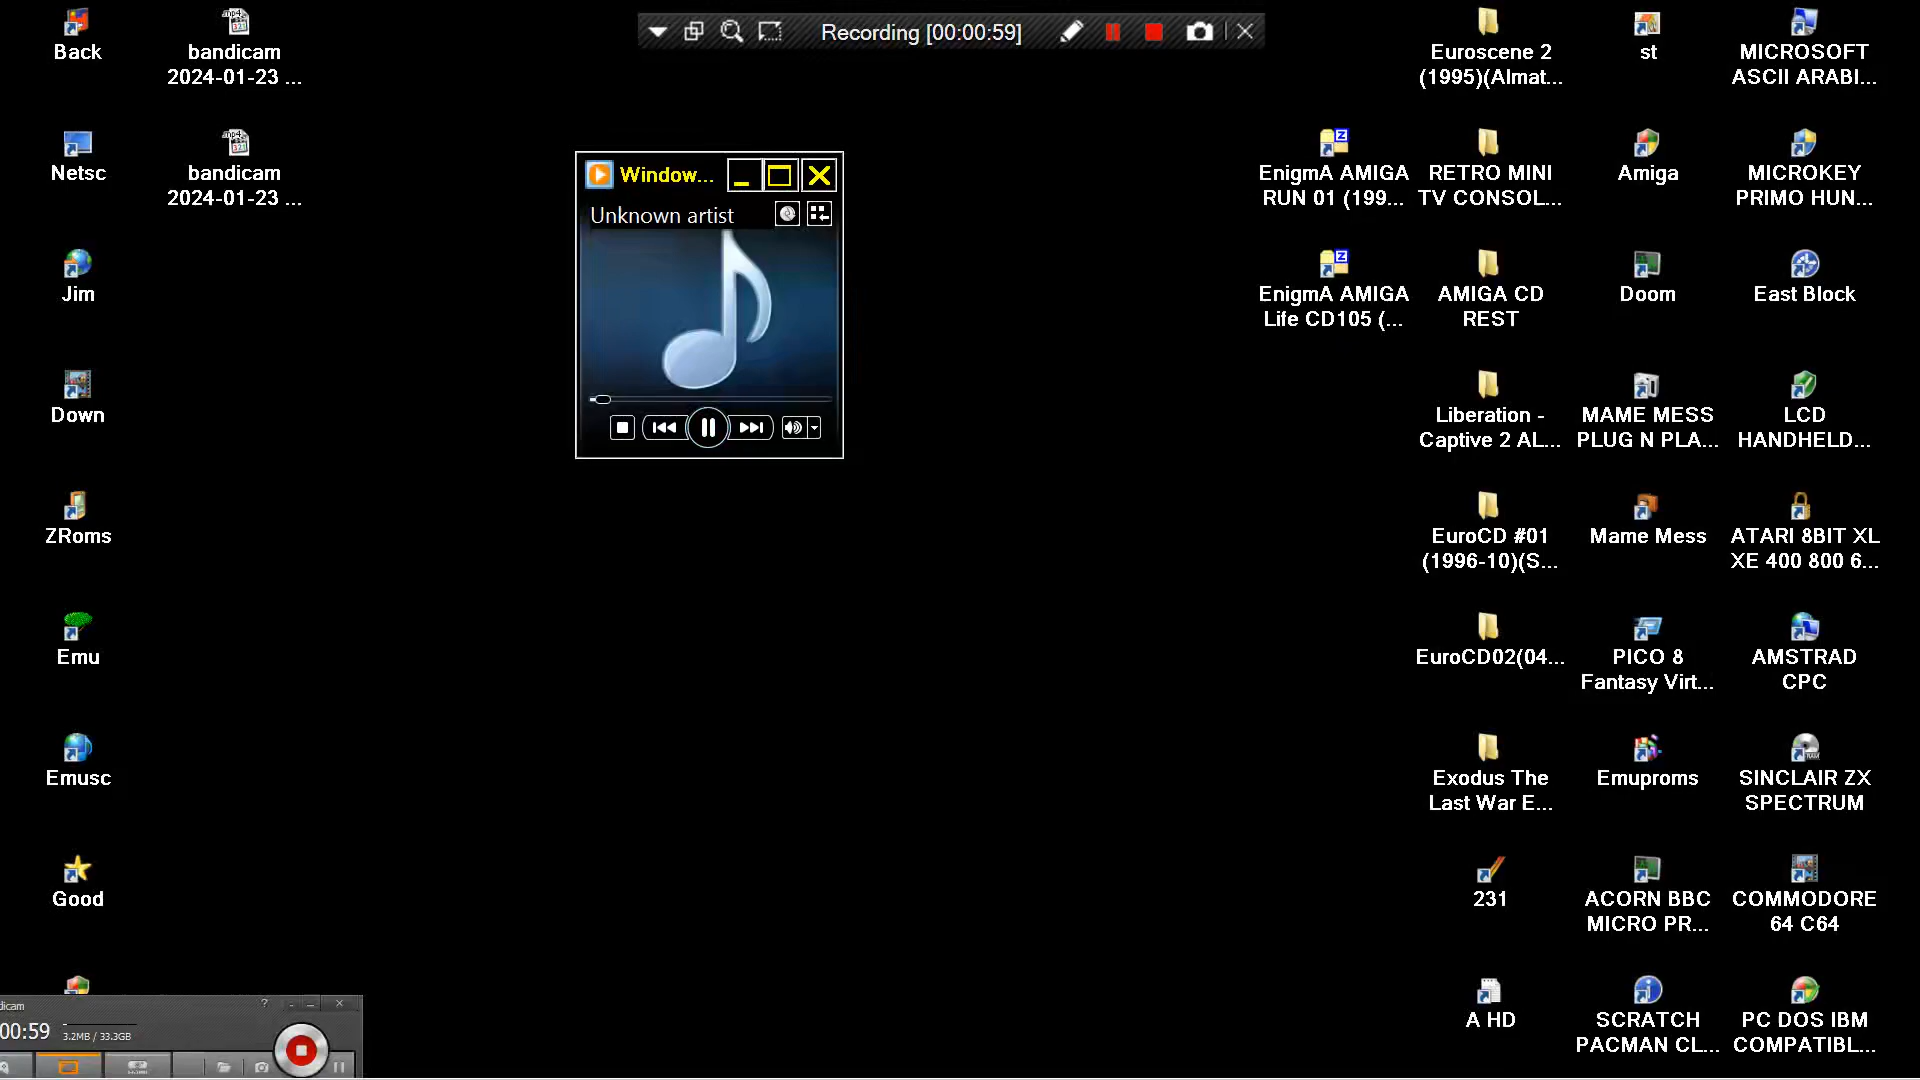 Recording [00:00:59]
Back
bandicam
2024-01-23 ...
Netsc
bandicam
2024-01-23 ...
Jim
Down
ZRoms
Emu
Emusc
Good
Window...
Unknown artist
Euroscene 2
(1995)(Almat...
st
MICROSOFT
ASCII ARABI...
EnigmA AMIGA
RUN 01 (199...
RETRO MINI
TV CONSOL...
Amiga
MICROKEY
PRIMO HUN...
EnigmA AMIGA
Life CD105 (...
AMIGA CD
REST
Doom
East Block
Liberation -
Captive 2 AL...
MAME MESS
PLUG N PLA...
LCD
HANDHELD...
EuroCD #01
(1996-10)(S...
Mame Mess
ATARI 8BIT XL
XE 400 800 6...
EuroCD02(04...
PICO 8
Fantasy Virt...
AMSTRAD
CPC
Exodus The
Last War E...
Emuproms
SINCLAIR ZX
SPECTRUM
231
ACORN BBC
MICRO PR...
COMMODORE
64 C64
A HD
SCRATCH
PACMAN CL...
PC DOS IBM
COMPATIBL...
dicam
00:59
3.2MB / 33.3GB